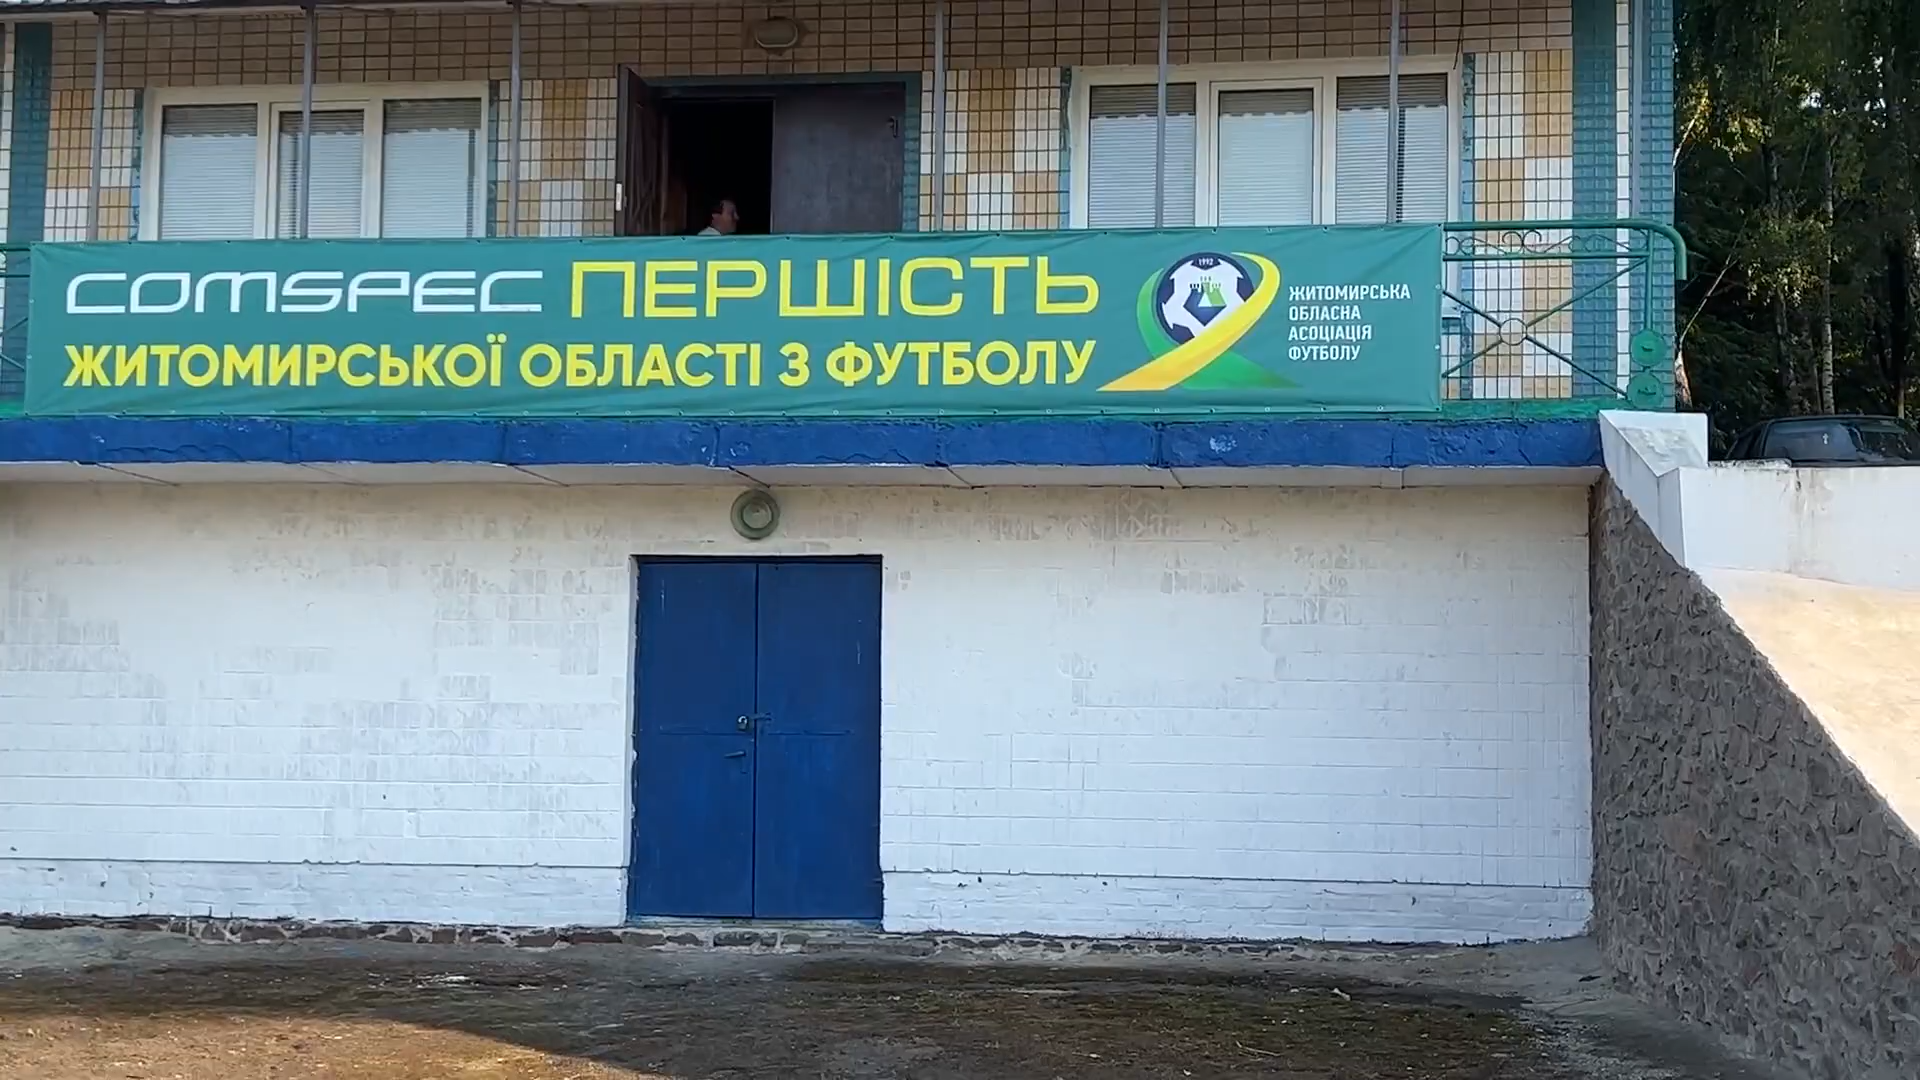 COMSPEC ПЕРШІСТЬ
ЖИТОМИРСЬКОЇ ОБЛАСТІ З ФУТБОЛУ
1992
ЖИТОМИРСЬКА
ОБЛАСНА
АСОЦІАЦІЯ
ФУТБОЛУ